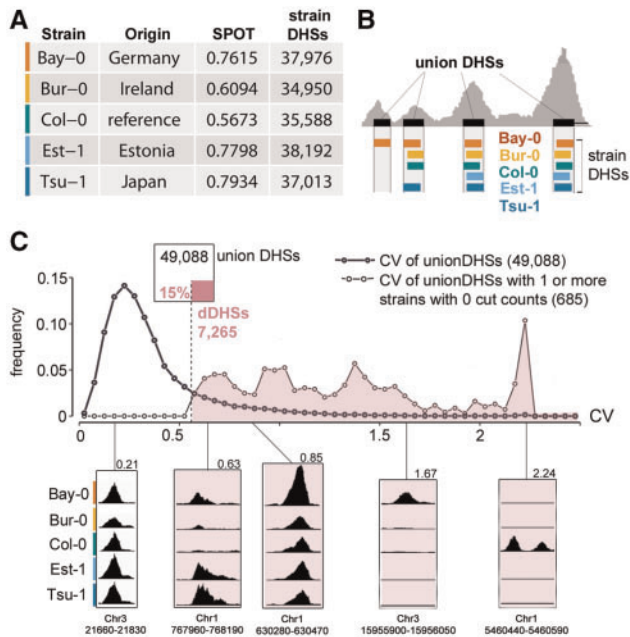 A
Strain Origin SPOT strain DHSs
Bay–0 Germany 0.7615 37,976
Bur–0 Ireland 0.6094 34,950
Col–0 reference 0.5673 35,588
Est–1 Estonia 0.7798 38,192
Tsu–1 Japan 0.7934 37,013
B
union DHSs
Bay-0
Bur-0
Col-0
Est-1
Tsu-1
strain
DHSs
C
49,088 union DHSs
15%
dDHSs
7,265
CV of unionDHSs (49,088)
CV of unionDHSs with 1 or more
strains with 0 cut counts (685)
frequency
0.15
0.10
0.05
0
0 0.5 1.5 2 CV
0.21 0.63 0.85 1.67 2.24
Bay-0
Bur-0
Col-0
Est-1
Tsu-1
Chr3 Chr1 Chr1 Chr3 Chr1
21660-21830 767960-768190 630280-630470 15955900-15956050 5460440-5460590